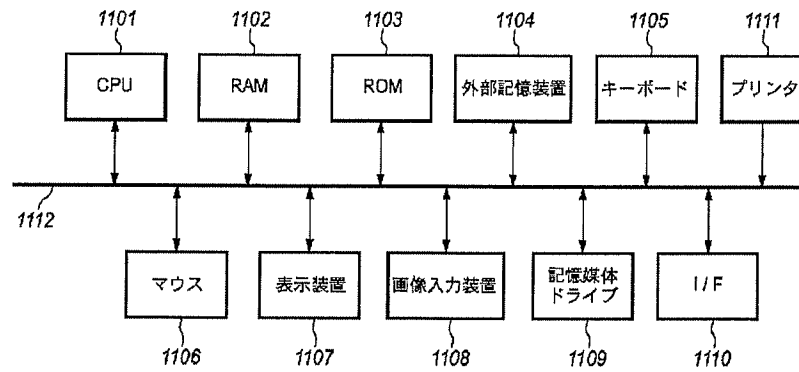 1101 1102 1103 1104 1105 1111
CPU RAM ROM 外部記憶装置 キーボード プリンタ
1112
マウス 表示装置 画像入力装置 記憶媒体 I/F
ドライブ
1106 1107 1108 1109 1110